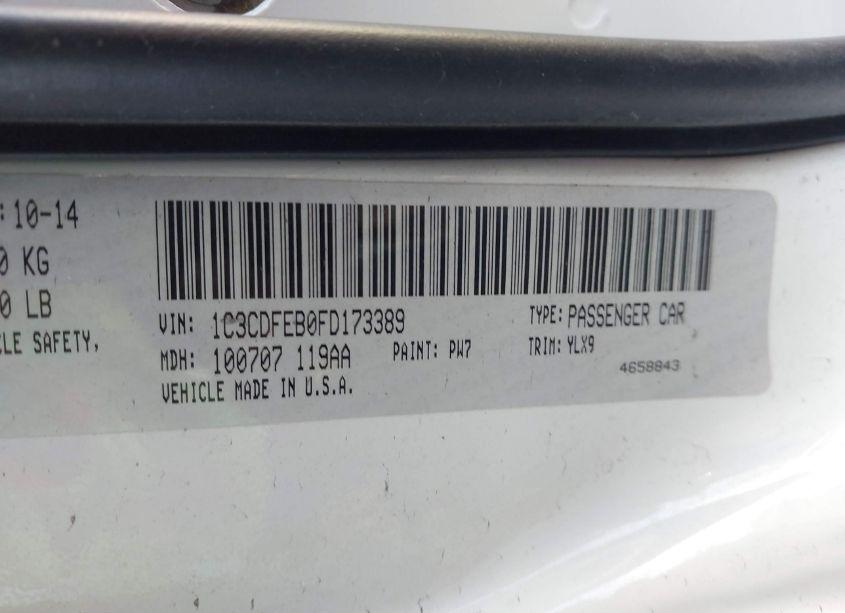 :10-14
0 KG
0 LB
CLE SAFETY,
VIN: 1C3CDFEB0FD173389 TYPE: PASSENGER CAR
MDH: 100707 119AA PAINT: PW7 TRIM: YLX9
VEHICLE MADE IN U.S.A. 4658843